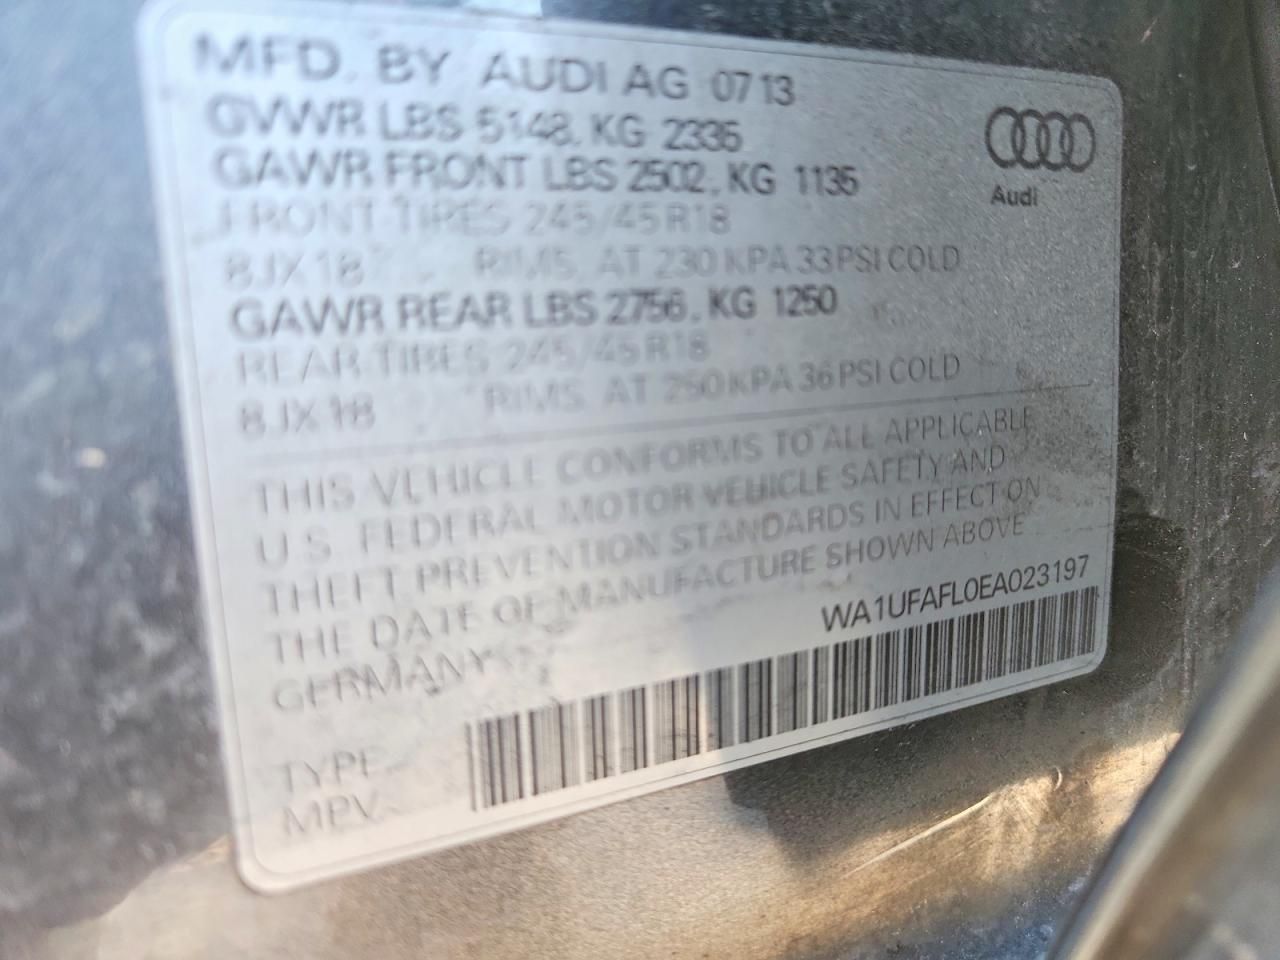 MFD. BY AUDI AG 0713
GVWR LBS 5148, KG 2335
GAWR FRONT LBS 2502, KG 1135
FRONT TIRES 245/45R18
8JX18 RIMS, AT 230 KPA 33 PSI COLD
GAWR REAR LBS 2756, KG 1250
REAR TIRES 245/45R18
8JX18 RIMS AT 250 KPA 36 PSI COLD
Audi
THIS VEHICLE CONFORMS TO ALL APPLICABLE
U.S. FEDERAL MOTOR VEHICLE SAFETY AND
THEFT PREVENTION STANDARDS IN EFFECT ON
THE DATE OF MANUFACTURE SHOWN ABOVE
GERMANY
WA1UFAFL0EA023197
TYPE
MPV